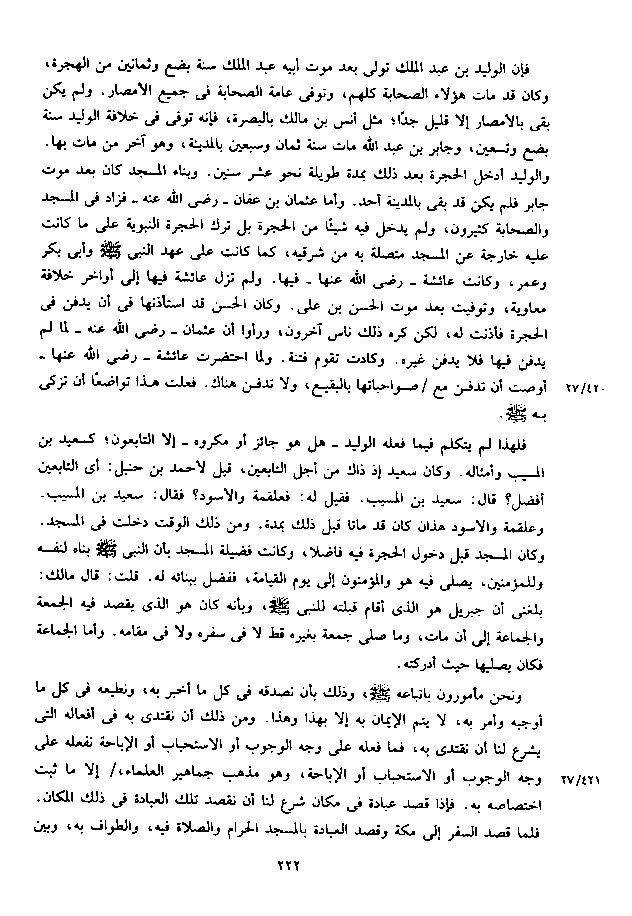 فإن الوليد بن عبد الملك تولى بعد موت أبيه عبد الملك سنة بضع وثمانين من الهجرة،
وكان قد مات هؤلاء الصحابة كلهم، وتوفى عامة الصحابة فى جميع الأمصار. ولم يكن
بقى بالأمصار إلا قليل جدًا؛ مثل أنس بن مالك بالبصرة، فإنه توفى فى خلافة الوليد سنة
بضع وتسعين، وجابر بن عبد الله مات سنة ثمان وسبعين بالمدينة، وهو آخر من مات بها.
والوليد أدخل الحجرة بعد ذلك بمدة طويلة نحو عشر سنين. وبناء المسجد كان بعد موت
جابر فلم يكن قد بقى بالمدينة أحد. وأما عثمان بن عفان ـ رضى الله عنه ـ فزاد فى المسجد
والصحابة كثيرون، ولم يدخل فيه شيئًا من الحجرة بل ترك الحجرة النبوية على ما كانت
عليه خارجة عن المسجد متصلة به من شرقيه، كما كانت على عهد النبى ﷺ وأبى بكر
وعمر، وكانت عائشة ـ رضى الله عنها ـ فيها. ولم تزل عائشة فيها إلى أواخر خلافة
معاوية، وتوفيت بعد موت الحسن بن على. وكان الحسن قد استأذنها فى أن يدفن فى
الحجرة فأذنت له، لكن كره ذلك ناس آخرون، ورأوا أن عثمان ـ رضى الله عنه ـ لما لم
يدفن فيها فلا يدفن غيره. وكادت تقوم فتنة. ولما احتضرت عائشة ـ رضى الله عنها ـ
أوصت أن تدفن مع /صواحباتها بالبقيع، ولا تدفن هناك. فعلت هذا تواضعًا أن تزكى
٢٧/٤٢٠
به ﷺ.
فلهذا لم يتكلم فيما فعله الوليد ـ هل هو جائز أو مكروه ـ إلا التابعون؛ كسعيد بن
المسيب وأمثاله. وكان سعيد إذ ذاك من أجل التابعين، قيل لأحمد بن حنبل: أى التابعين
أفضل؟ قال: سعيد بن المسيب. فقيل له: فعلقمة والأسود؟ فقال: سعيد بن المسيب.
وعلقمة والأسود هذان كان قد ماتا قبل ذلك بمدة. ومن ذلك الوقت دخلت فى المسجد.
وكان المسجد قبل دخول الحجرة فيه فاضلا، وكانت فضيلة المسجد بأن النبى ﷺ بناه لنفسه
وللمؤمنين، يصلى فيه هو والمؤمنون إلى يوم القيامة، ففضل ببنائه له. قلت: قال مالك:
بلغنى أن جبريل هو الذى أقام قبلته للنبى ﷺ، وبأنه كان هو الذى يقصد فيه الجمعة
والجماعة إلى أن مات، وما صلى جمعة بغيره قط لا فى سفره ولا فى مقامه. وأما الجماعة
فكان يصليها حيث أدركته.
ونحن مأمورون باتباعه ﷺ، وذلك بأن نصدقه فى كل ما أخبر به، ونطيعه فى كل ما
أوجبه وأمر به، لا يتم الإيمان به إلا بهذا وهذا. ومن ذلك أن نقتدى به فى أفعاله التى
يشرع لنا أن نقتدى به، فما فعله على وجه الوجوب أو الاستحباب أو الإباحة نفعله على
وجه الوجوب أو الاستحباب أو الإباحة، وهو مذهب جماهير العلماء،/ إلا ما ثبت
٢٧/٤٢١
اختصاصه به. فإذا قصد عبادة فى مكان شرع لنا أن نقصد تلك العبادة فى ذلك المكان.
فلما قصد السفر إلى مكة وقصد العبادة بالمسجد الحرام والصلاة فيه، والطواف به، وبين
٢٢٢